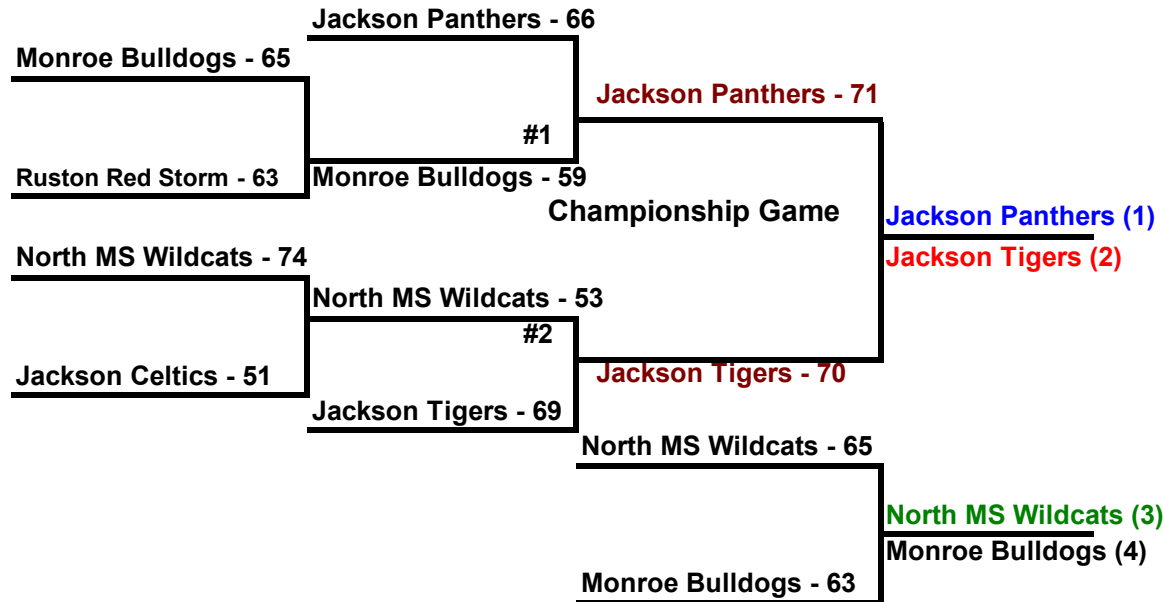 Jackson Panthers - 66
Monroe Bulldogs - 65
Jackson Panthers - 71
#1
Ruston Red Storm - 63
Monroe Bulldogs - 59
Championship Game
Jackson Panthers (1)
Jackson Tigers (2)
North MS Wildcats - 74
North MS Wildcats - 53
#2
Jackson Celtics - 51
Jackson Tigers - 70
Jackson Tigers - 69
North MS Wildcats - 65
North MS Wildcats (3)
Monroe Bulldogs (4)
Monroe Bulldogs - 63